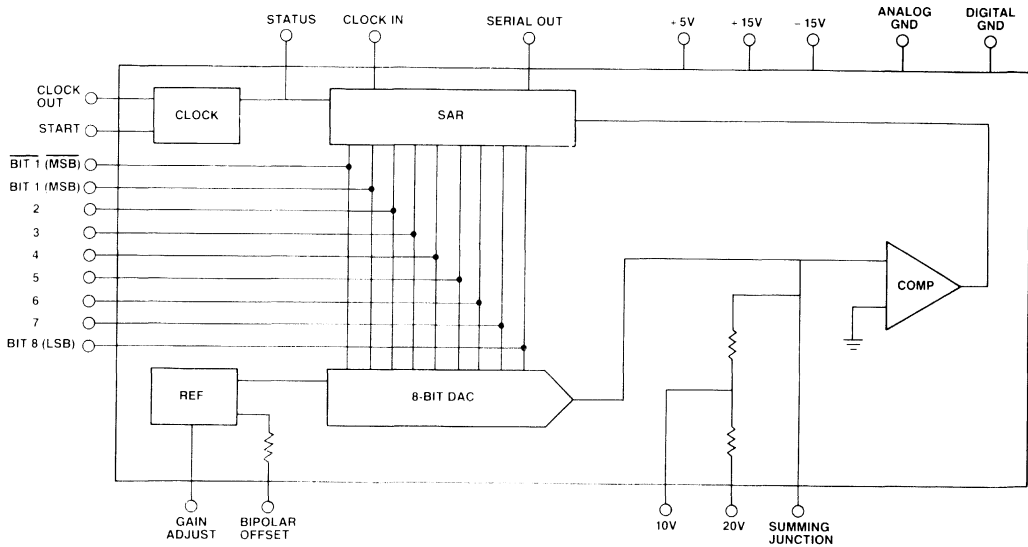 STATUS
CLOCK IN
SERIAL OUT
+ 5V
+ 15V
− 15V
ANALOG
GND
DIGITAL
GND
CLOCK
OUT
START
CLOCK
SAR
BIT 1 (MSB)
BIT 1 (MSB)
2
3
4
5
6
7
BIT 8 (LSB)
COMP
REF
8-BIT DAC
GAIN
ADJUST
BIPOLAR
OFFSET
10V
20V
SUMMING
JUNCTION